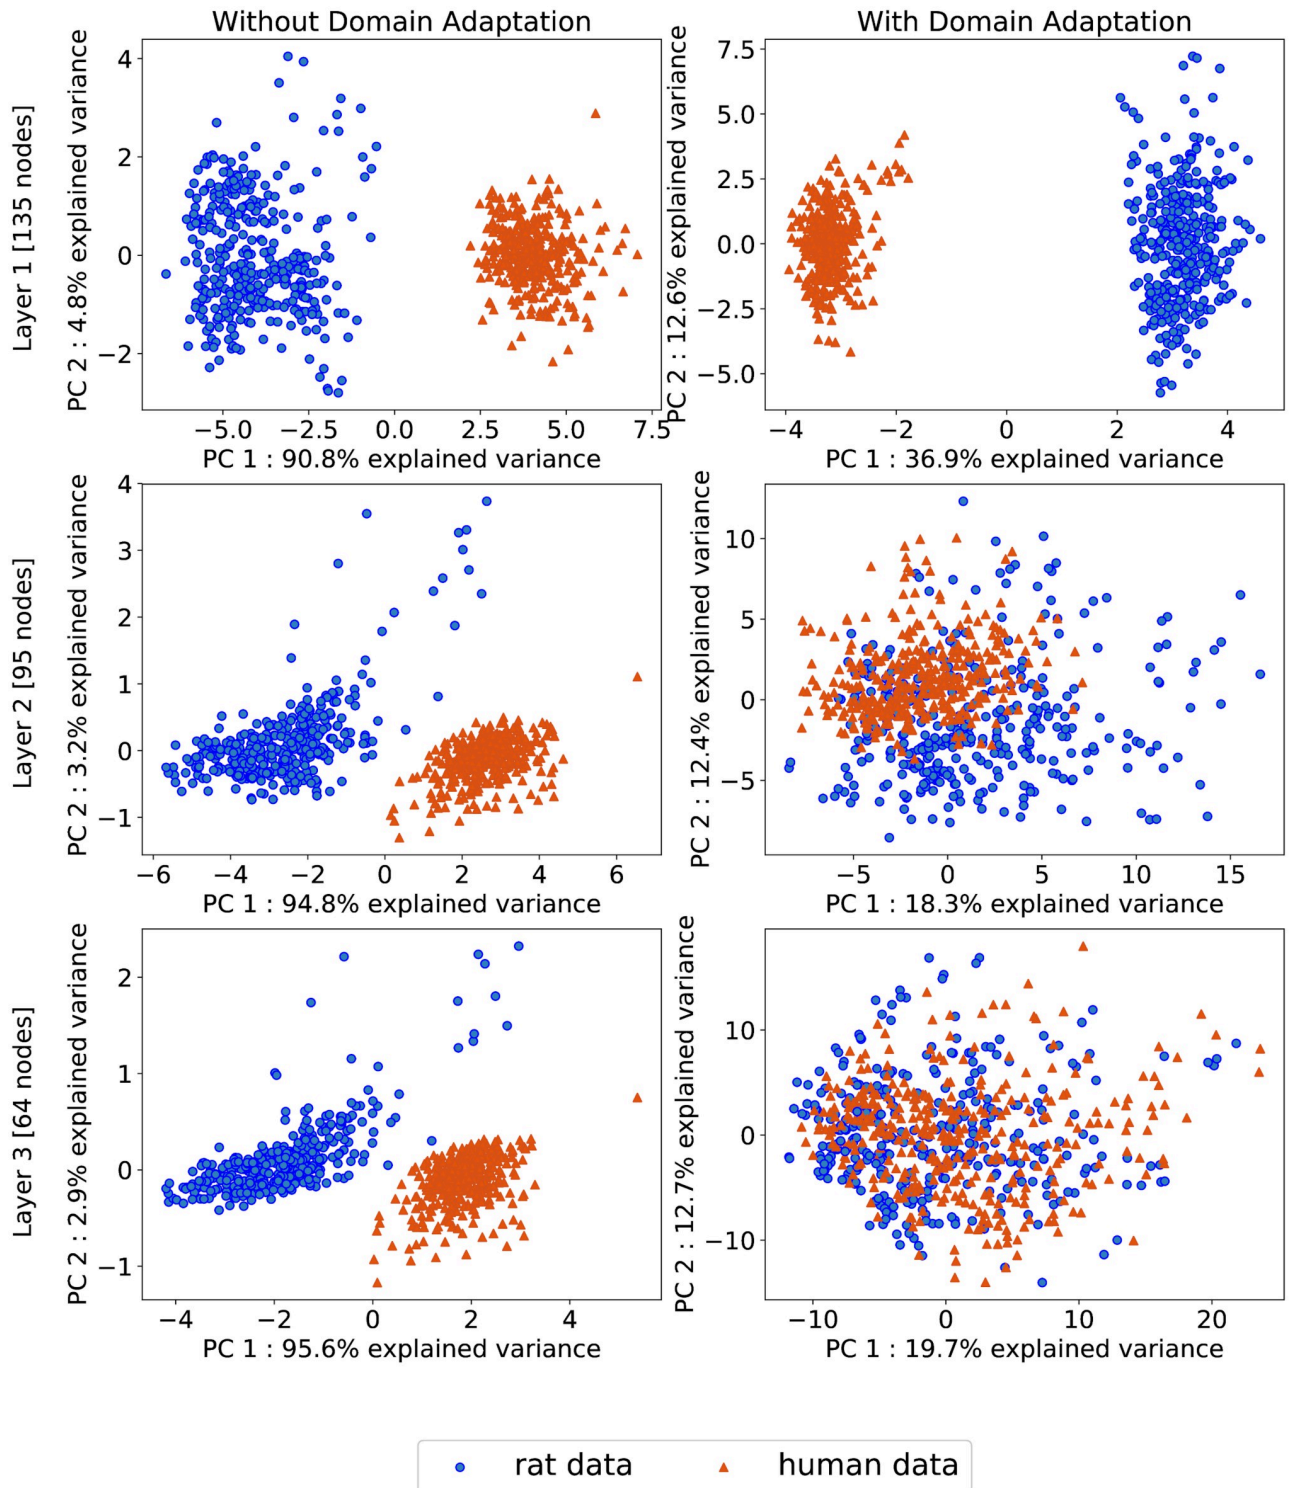 Without Domain Adaptation
With Domain Adaptation
Layer 1 [135 nodes]
PC 2 : 4.8% explained variance
4
2
0
−2
−5.0 −2.5 0.0 2.5 5.0 7.5
PC 1 : 90.8% explained variance
PC 2 : 12.6% explained variance
7.5
5.0
2.5
0.0
−2.5
−5.0
−4 −2 0 2 4
PC 1 : 36.9% explained variance
Layer 2 [95 nodes]
PC 2 : 3.2% explained variance
4
3
2
1
0
−1
−6 −4 −2 0 2 4 6
PC 1 : 94.8% explained variance
PC 2 : 12.4% explained variance
10
5
0
−5
−5 0 5 10 15
PC 1 : 18.3% explained variance
Layer 3 [64 nodes]
PC 2 : 2.9% explained variance
2
1
0
−1
−4 −2 0 2 4
PC 1 : 95.6% explained variance
PC 2 : 12.7% explained variance
10
0
−10
−10 0 10 20
PC 1 : 19.7% explained variance
rat data
human data